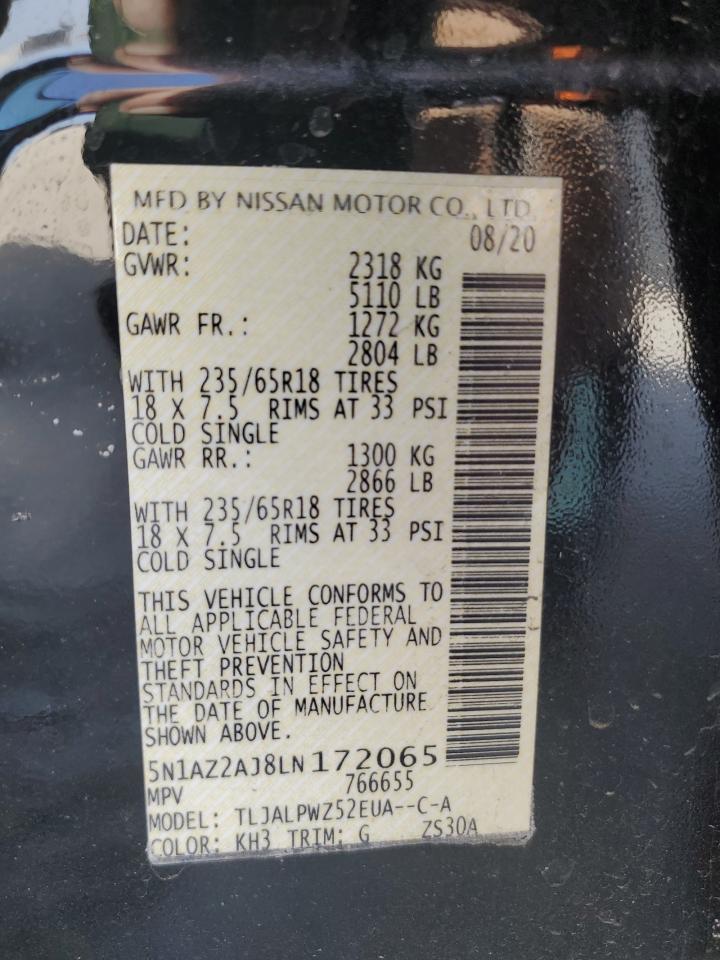 MFD BY NISSAN MOTOR CO., LTD.
DATE: 08/20
GVWR: 2318 KG
5110 LB
GAWR FR.: 1272 KG
2804 LB
WITH 235/65R18 TIRES
18 X 7.5 RIMS AT 33 PSI
COLD SINGLE
GAWR RR.: 1300 KG
2866 LB
WITH 235/65R18 TIRES
18 X 7.5 RIMS AT 33 PSI
COLD SINGLE
THIS VEHICLE CONFORMS TO
ALL APPLICABLE FEDERAL
MOTOR VEHICLE SAFETY AND
THEFT PREVENTION
STANDARDS IN EFFECT ON
THE DATE OF MANUFACTURE
SHOWN ABOVE.
5N1AZ2AJ8LN172065
MPV 766655
MODEL: TLJALPWZ52EUA--C-A
COLOR: KH3 TRIM: G ZS30A